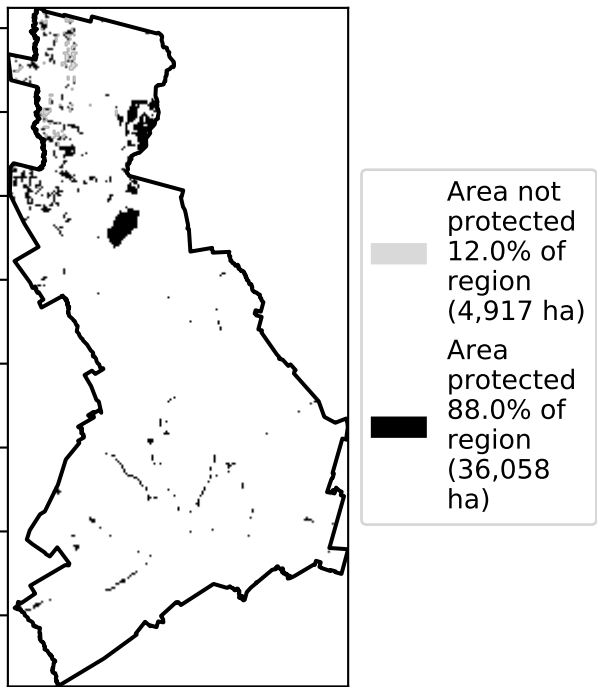 Area not
protected
12.0% of
region
(4,917 ha)
Area
protected
88.0% of
region
(36,058
ha)